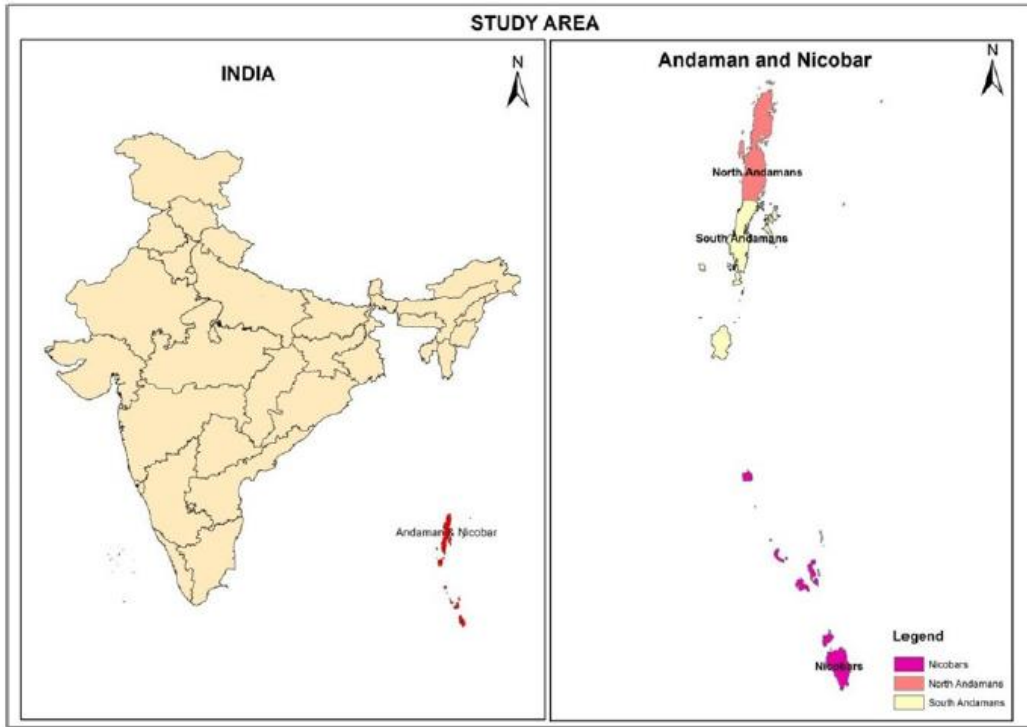 STUDY AREA
INDIA
N
Andaman & Nicobar
Andaman and Nicobar
N
North Andamans
South Andamans
Nicobars
Legend
Nicobars
North Andamans
South Andamans